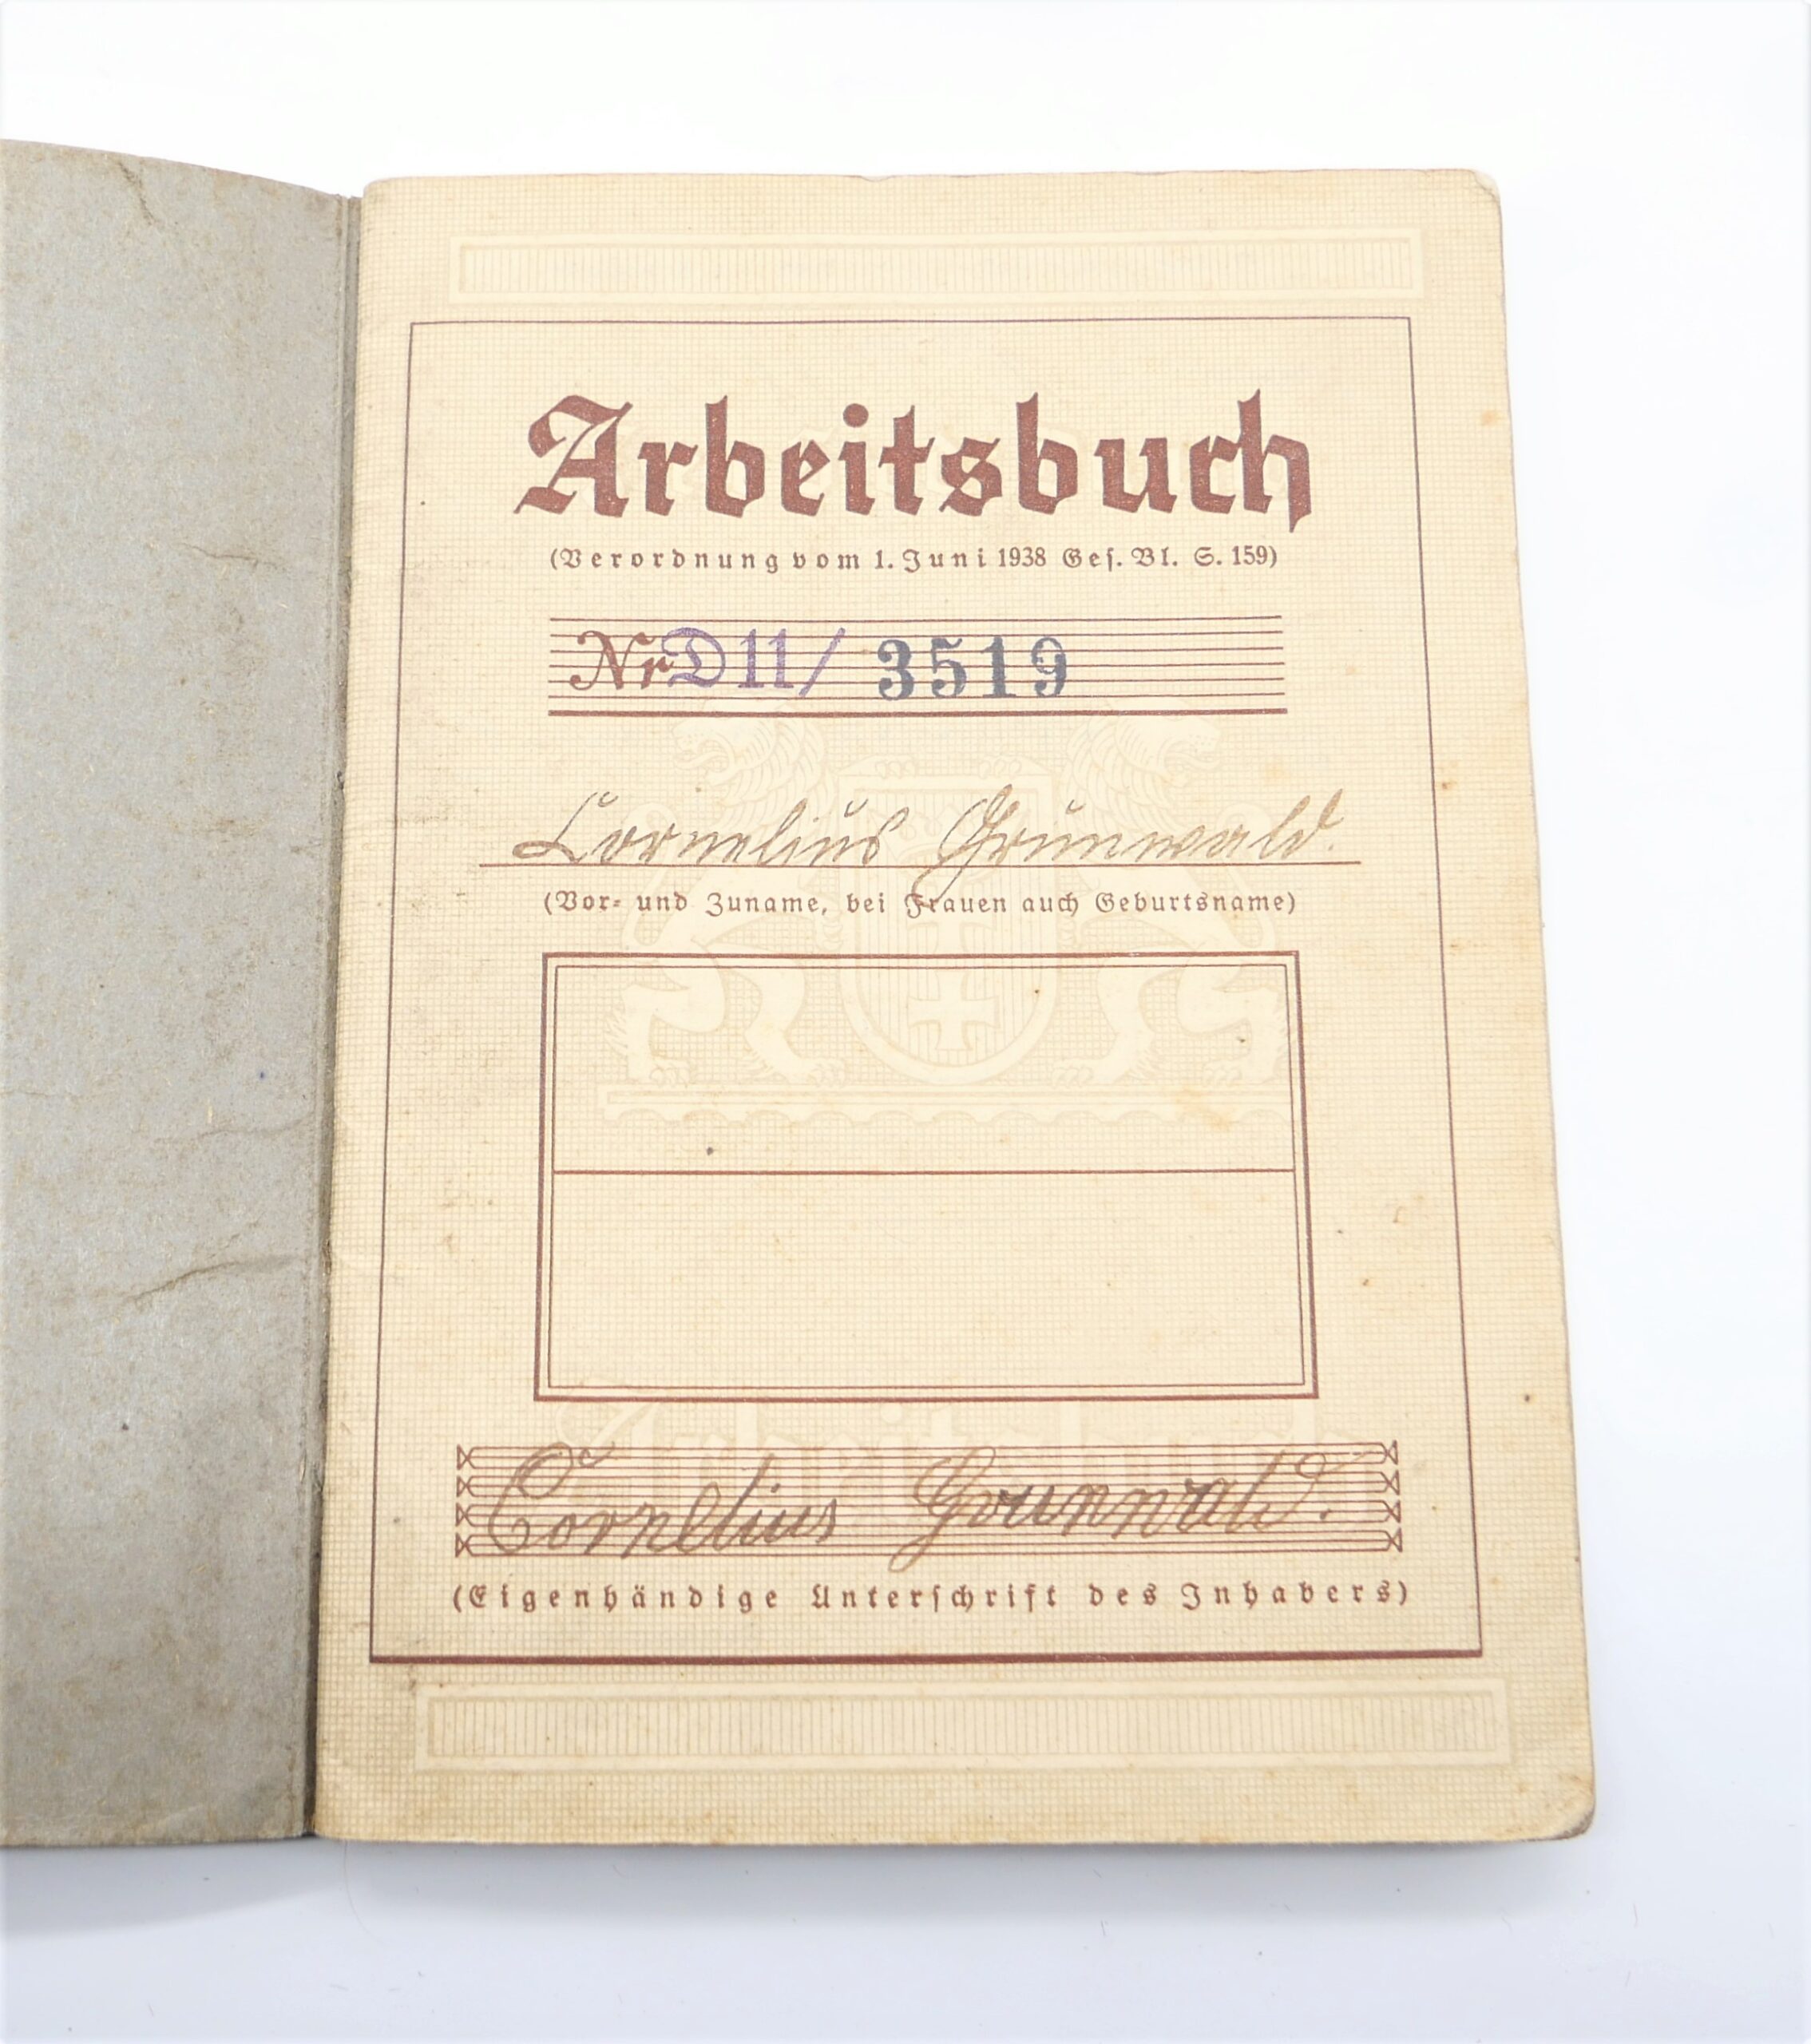 Arbeitsbuch
(Verordnung vom 1. Juni 1938 Ges. Bl. S. 159)
Nr D11/ 3519
Cornelius Grunwald.
(Vor- und Zuname, bei Frauen auch Geburtsname)
Cornelius Grunwald.
(Eigenhändige Unterschrift des Inhabers)